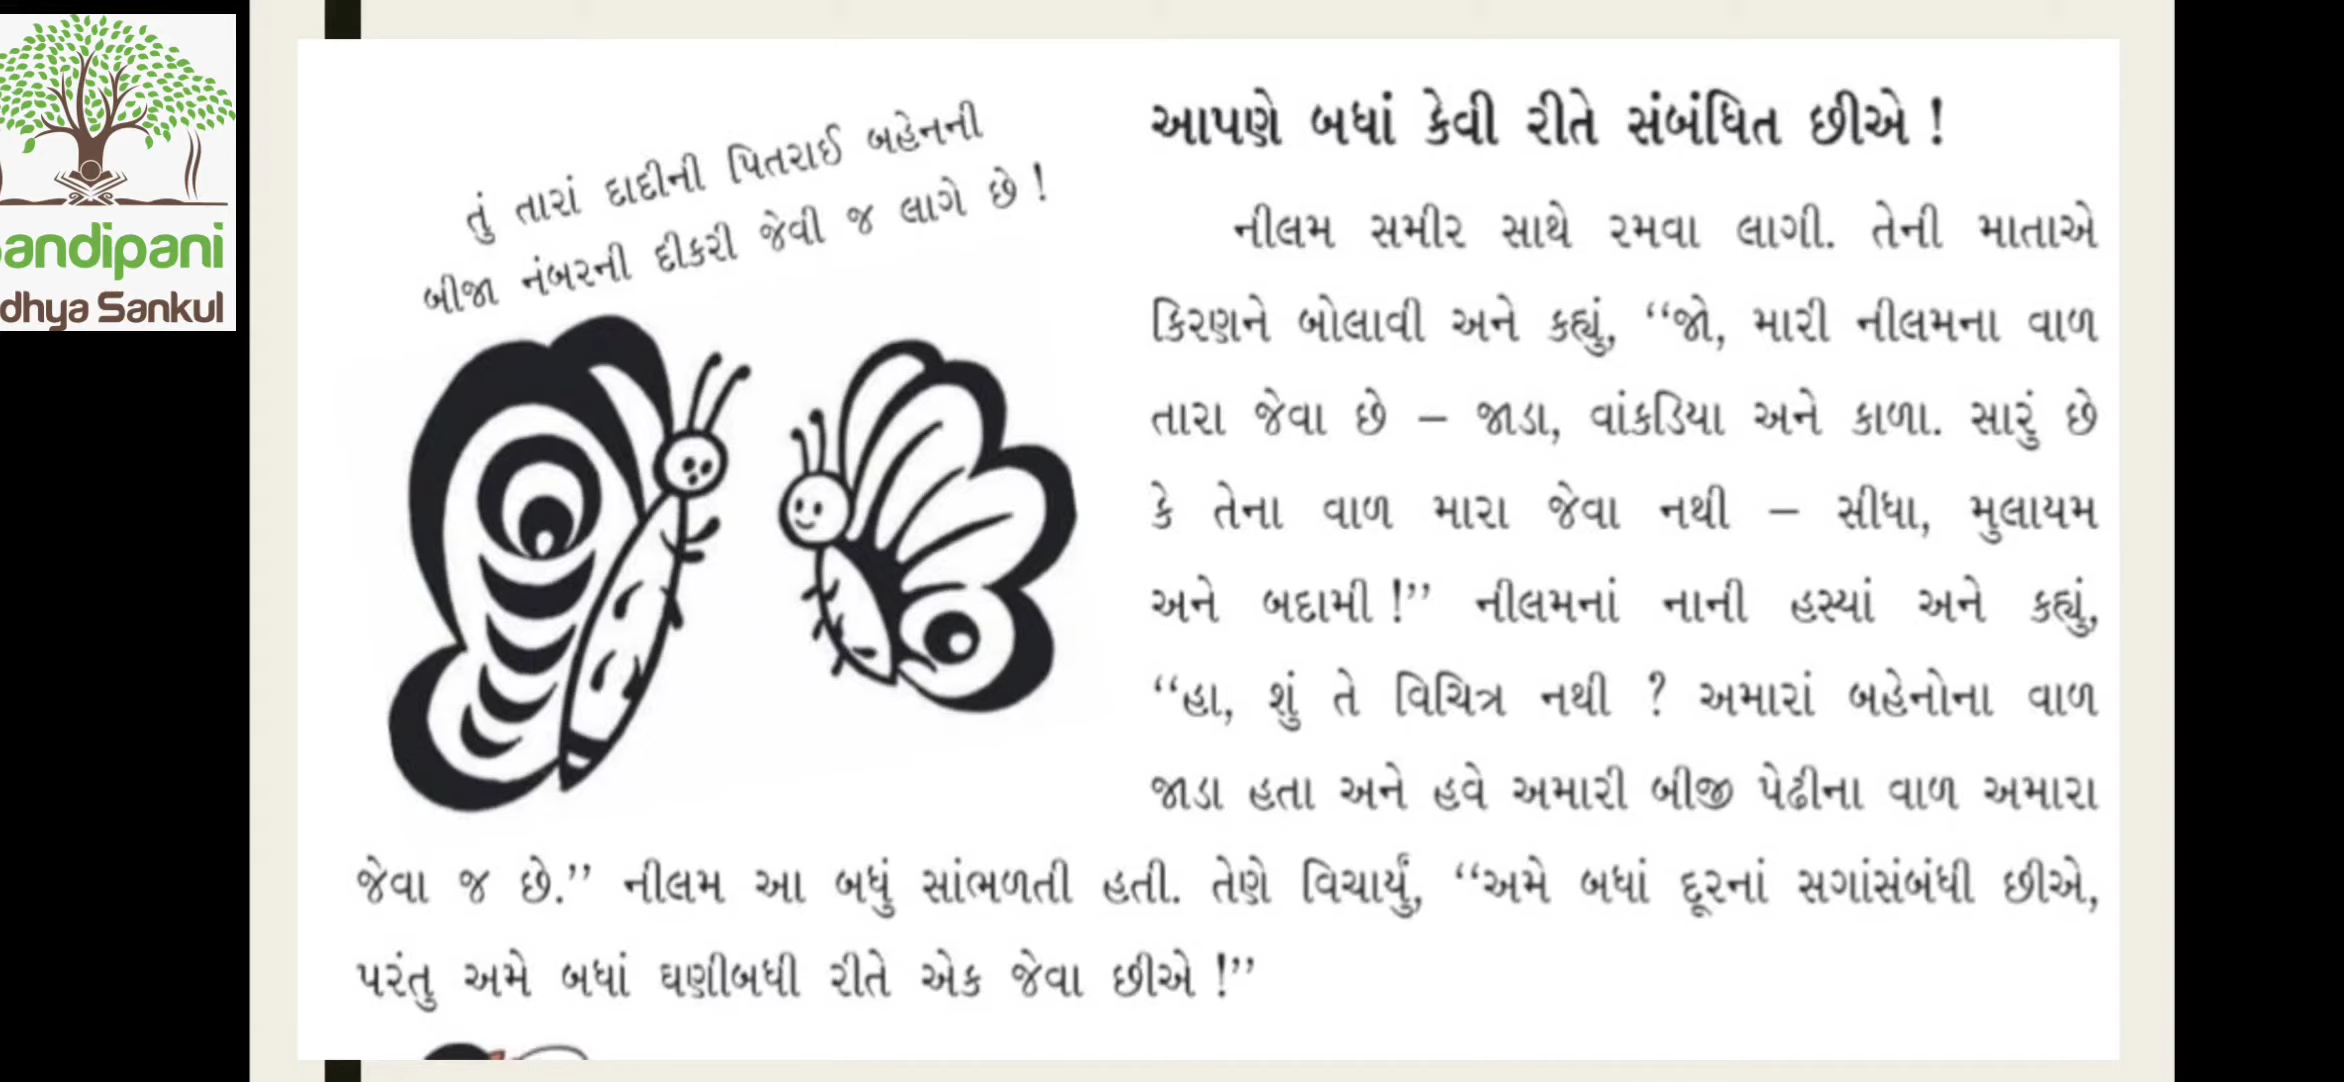 andipani
dhya Sankul
તું તારાં દાદીની પિતરાઈ બહેનની
બીજા નંબરની દીકરી જેવી જ લાગે છે !
આપણે બધાં કેવી રીતે સંબંધિત છીએ !
નીલમ સમીર સાથે રમવા લાગી. તેની માતાએ
કિરણને બોલાવી અને કહ્યું, ‘‘જો, મારી નીલમના વાળ
તારા જેવા છે – જાડા, વાંકડિયા અને કાળા. સારું છે
કે તેના વાળ મારા જેવા નથી – સીધા, મુલાયમ
અને બદામી !’’ નીલમનાં નાની હસ્યાં અને કહ્યું,
‘‘હા, શું તે વિચિત્ર નથી ? અમારાં બહેનોના વાળ
જાડા હતા અને હવે અમારી બીજી પેઢીના વાળ અમારા
જેવા જ છે.’’ નીલમ આ બધું સાંભળતી હતી. તેણે વિચાર્યું, ‘‘અમે બધાં દૂરનાં સગાંસંબંધી છીએ,
પરંતુ અમે બધાં ઘણીબધી રીતે એક જેવા છીએ !’’